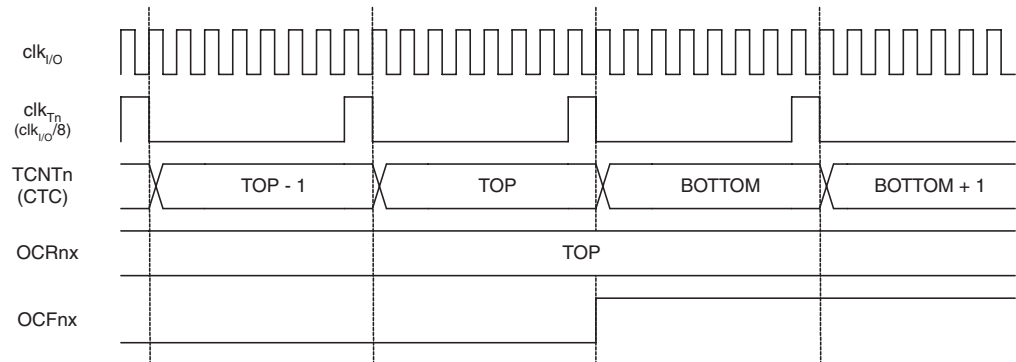 clkI/O
clkTn
(clkI/O/8)
TCNTn
(CTC)
TOP - 1
TOP
BOTTOM
BOTTOM + 1
OCRnx
TOP
OCFnx